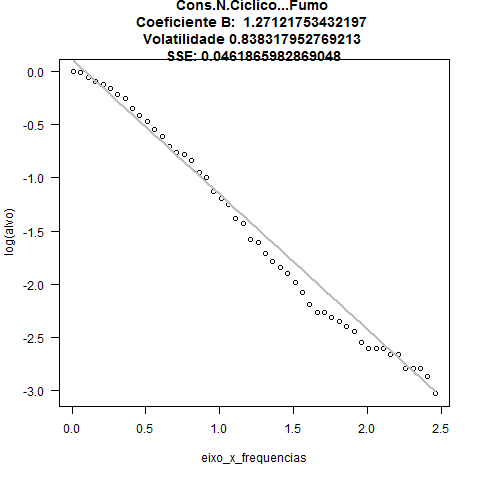 Cons.N.Ciclico...Fumo
Coeficiente B:  1.27121753432197
Volatilidade 0.838317952769213
SSE: 0.0461865982869048
0.0
-0.5
-1.0
-1.5
-2.0
-2.5
-3.0
log(alvo)
0.0 0.5 1.0 1.5 2.0 2.5
eixo_x_frequencias